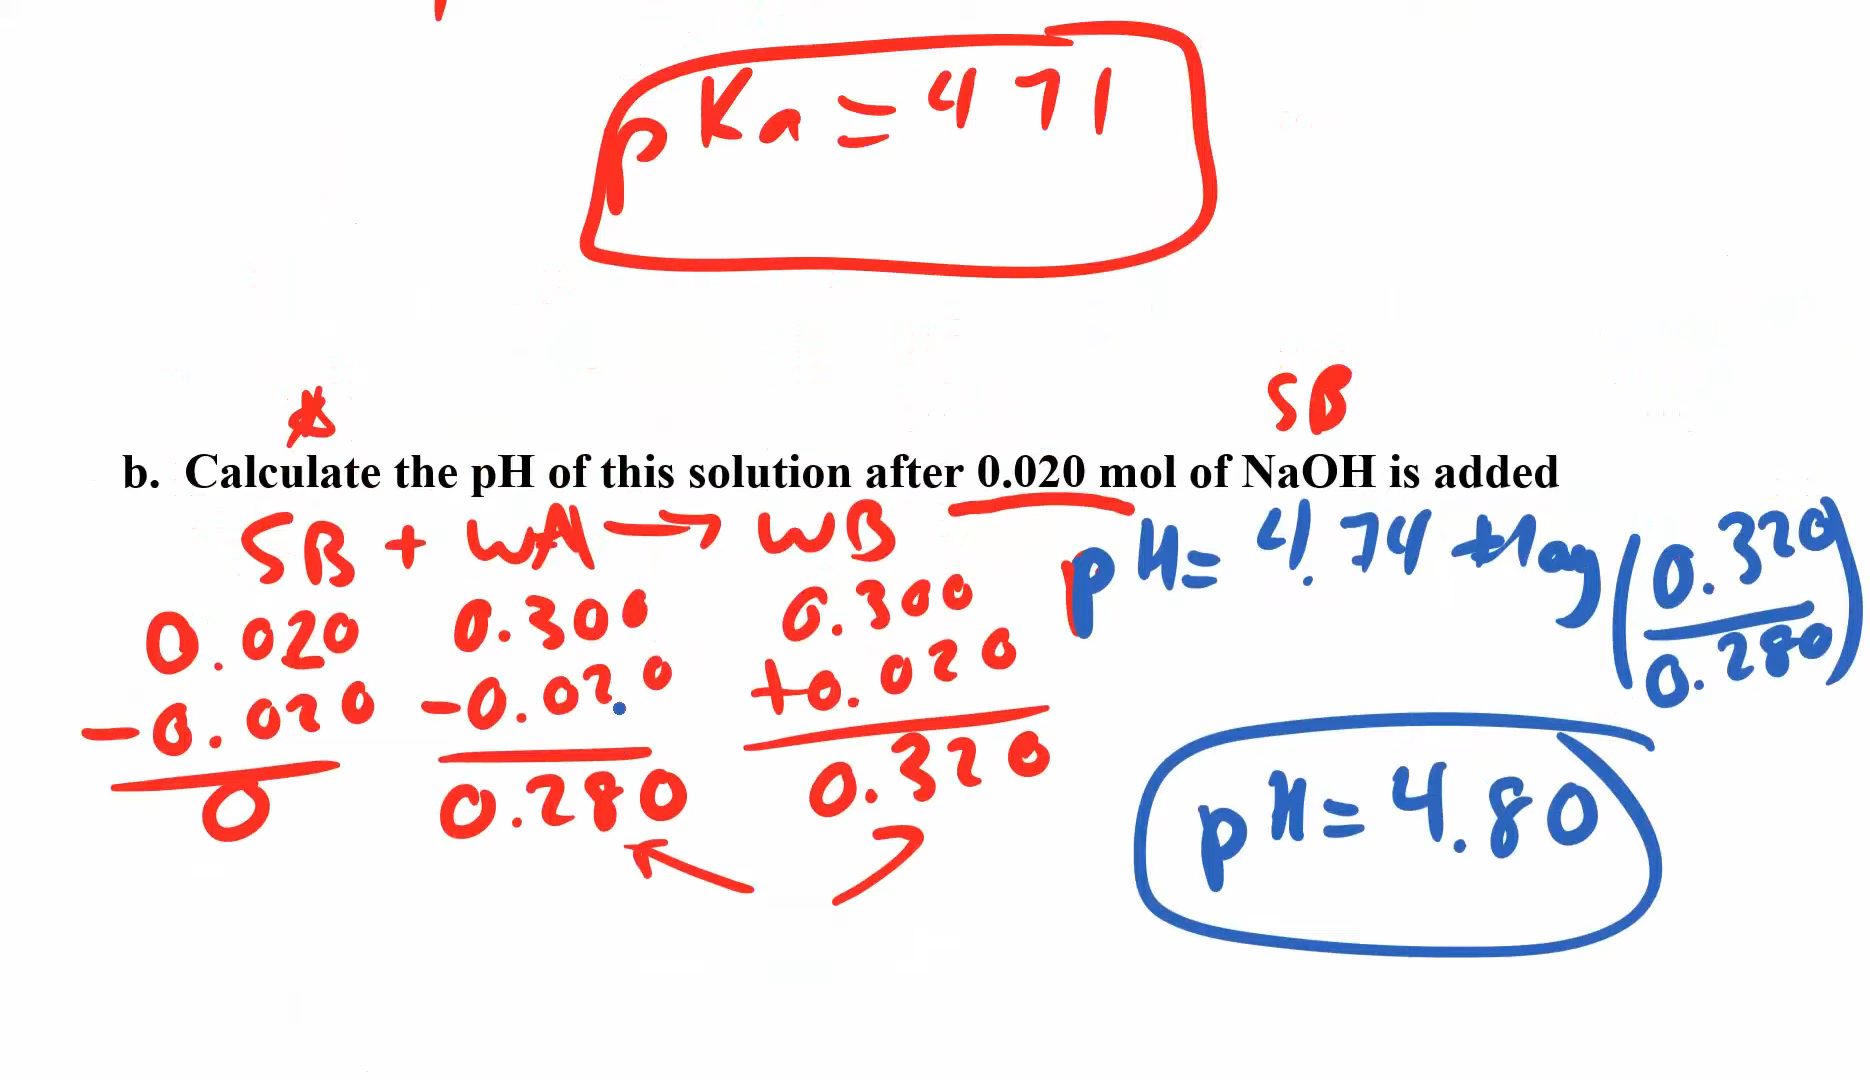 pKa = 4 7 1
SB
b. Calculate the pH of this solution after 0.020 mol of NaOH is added
SB + WA → WB
0.020 0.300 0.300
-0.020 -0.020 +0.020
0 0.280 0.320
pH = 4.74 + log (0.320/0.280)
pH = 4.80